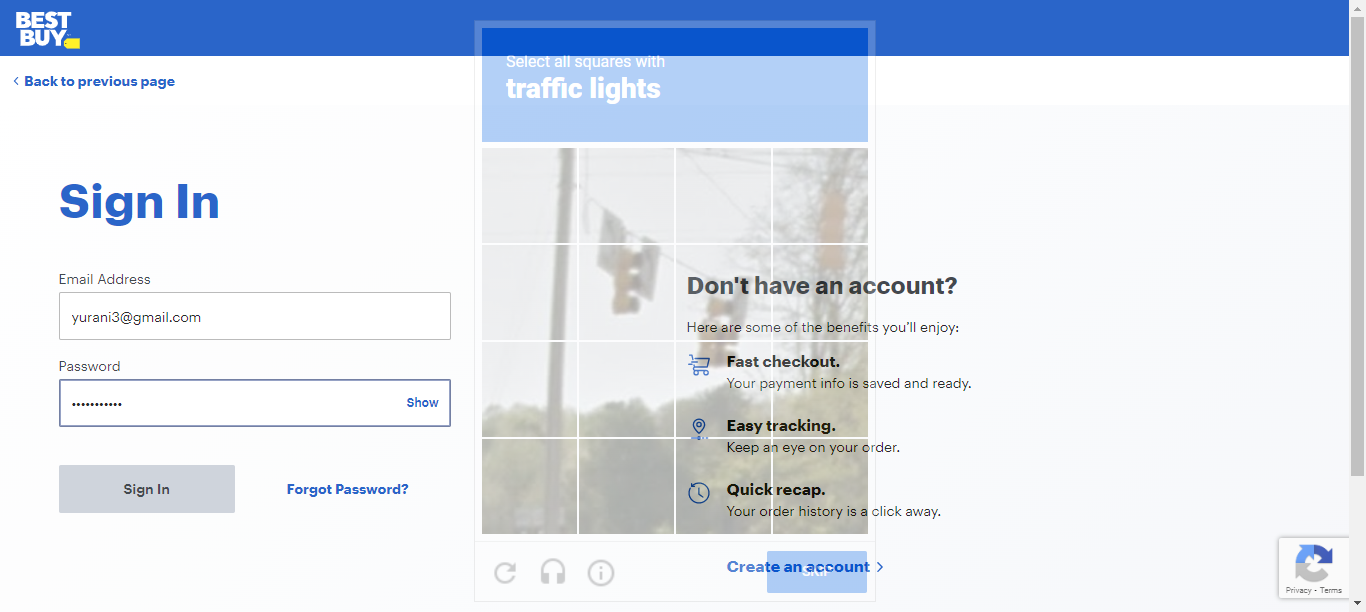 BEST
BUY
Back to previous page
Select all squares with
traffic lights
Sign In
Email Address
yurani3@gmail.com
Password
•••••••••••
Show
Sign In
Forgot Password?
Don't have an account?
Here are some of the benefits you’ll enjoy:
Fast checkout.
Your payment info is saved and ready.
Easy tracking.
Keep an eye on your order.
Quick recap.
Your order history is a click away.
Create an account
SKIP
Privacy - Terms